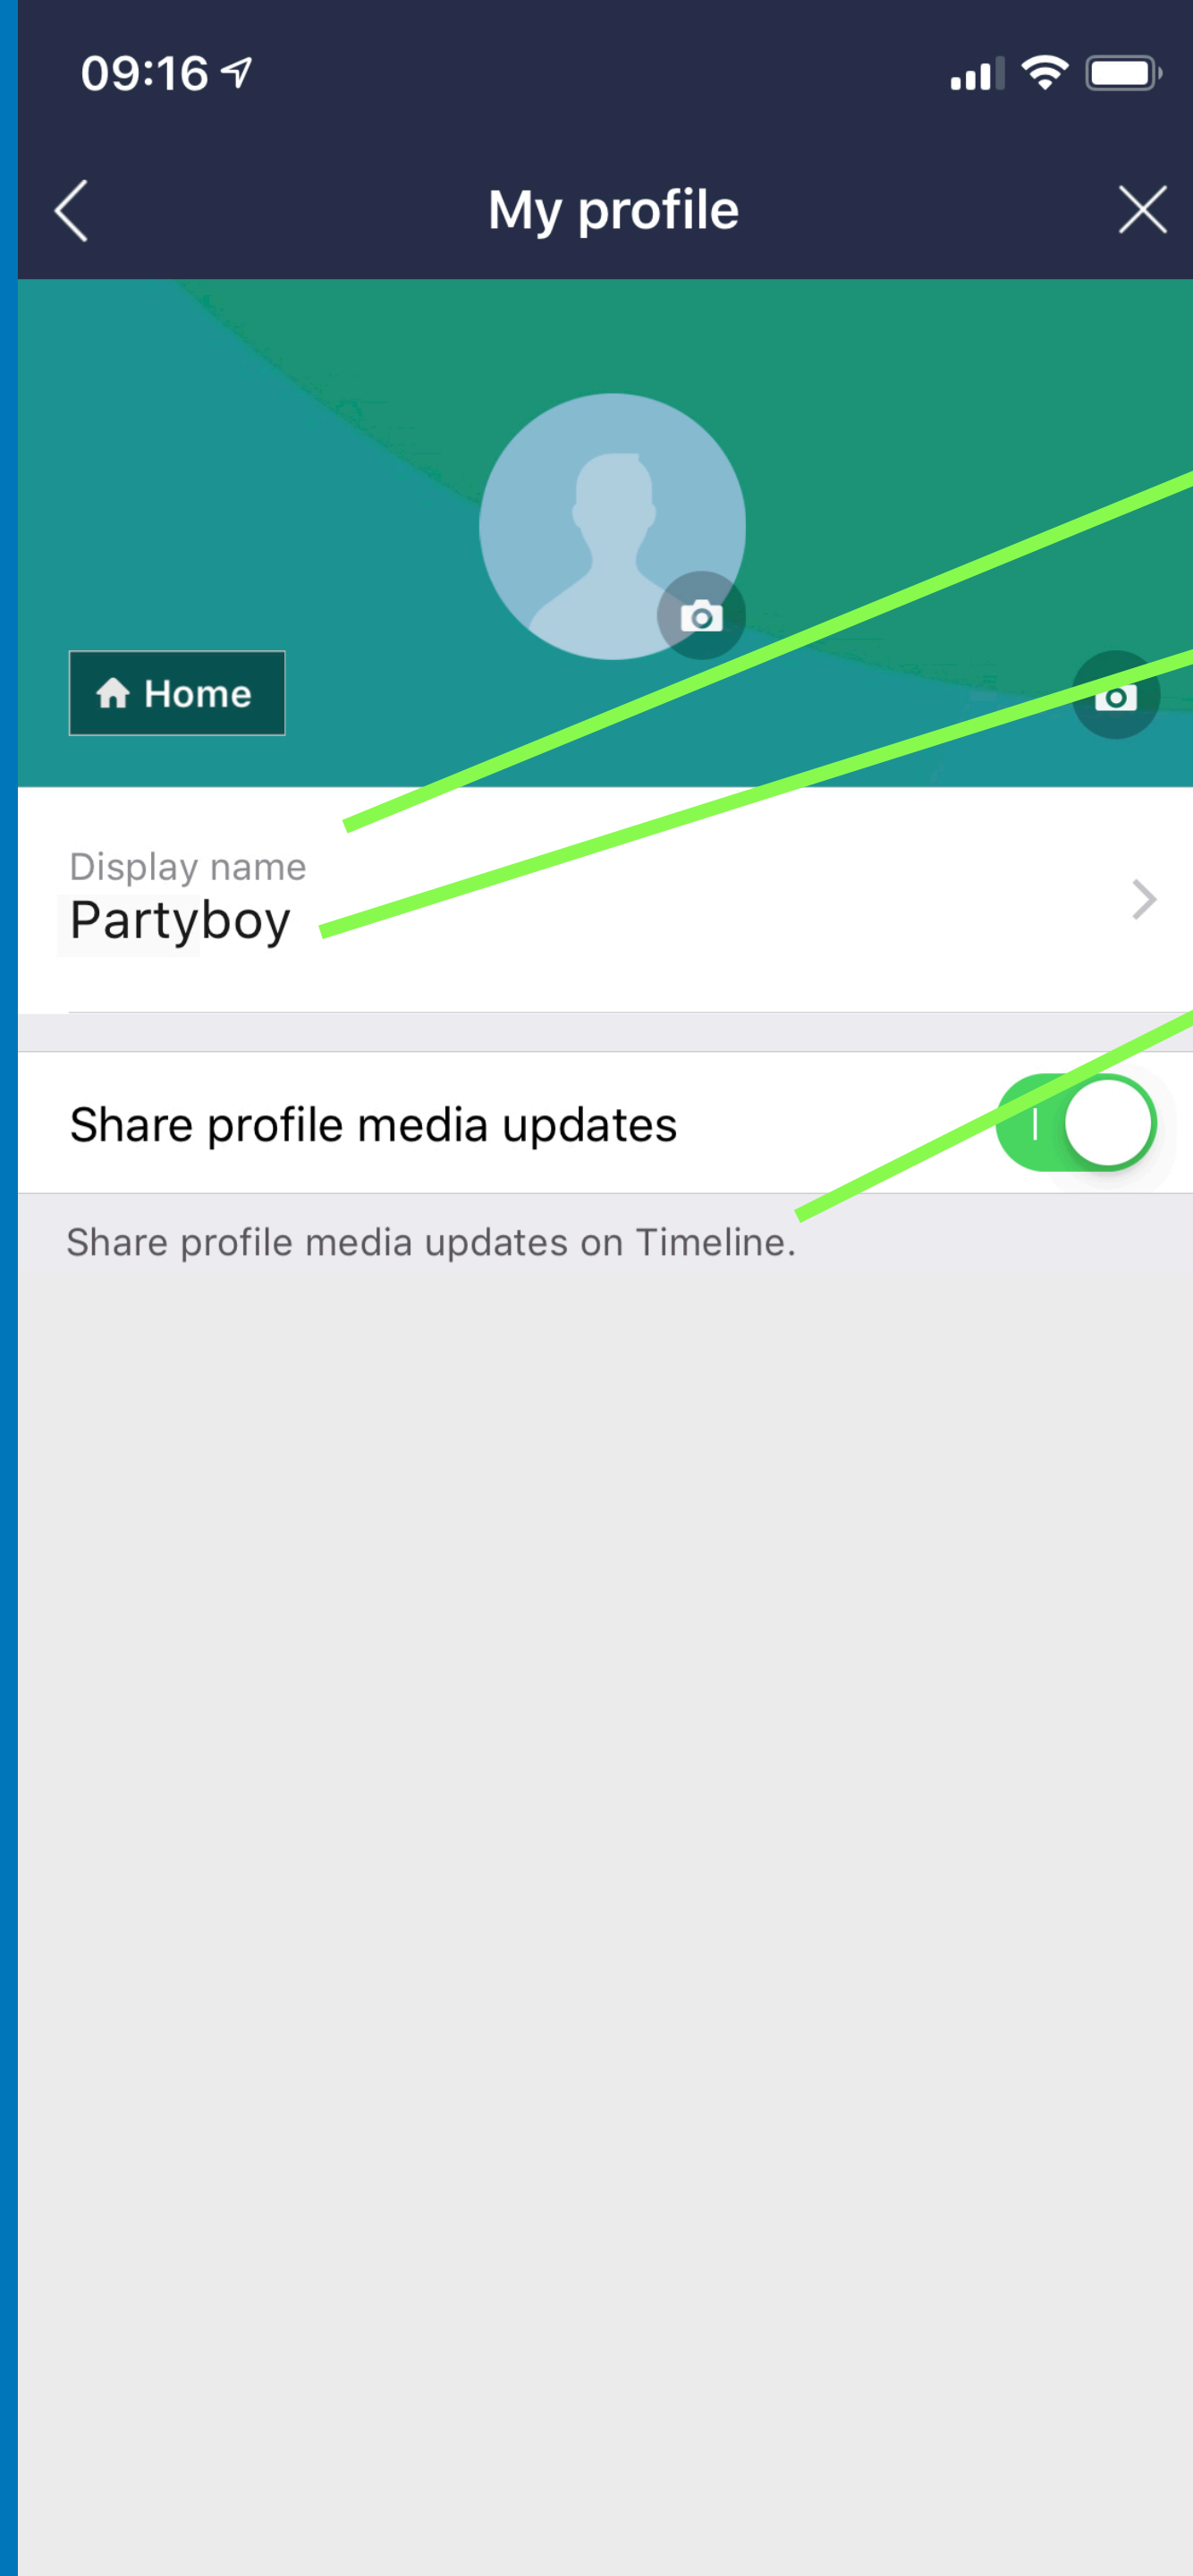 09:16
My profile
Home
Display name
Partyboy
Share profile media updates
Share profile media updates on Timeline.